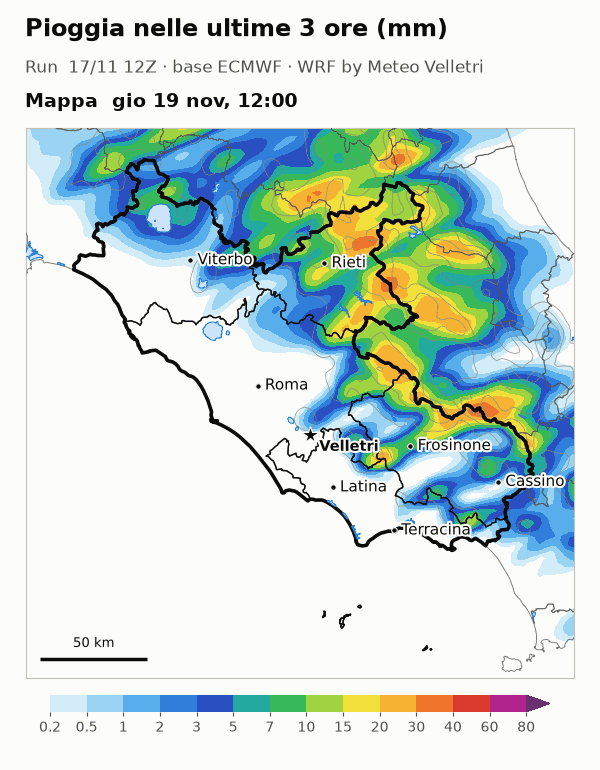 Pioggia nelle ultime 3 ore (mm)
Run  17/11 12Z · base ECMWF · WRF by Meteo Velletri
Mappa  gio 19 nov, 12:00
Viterbo
Rieti
Roma
Velletri
Frosinone
Cassino
Latina
Terracina
50 km
0.2 0.5 1 2 3 5 7 10 15 20 30 40 60 80